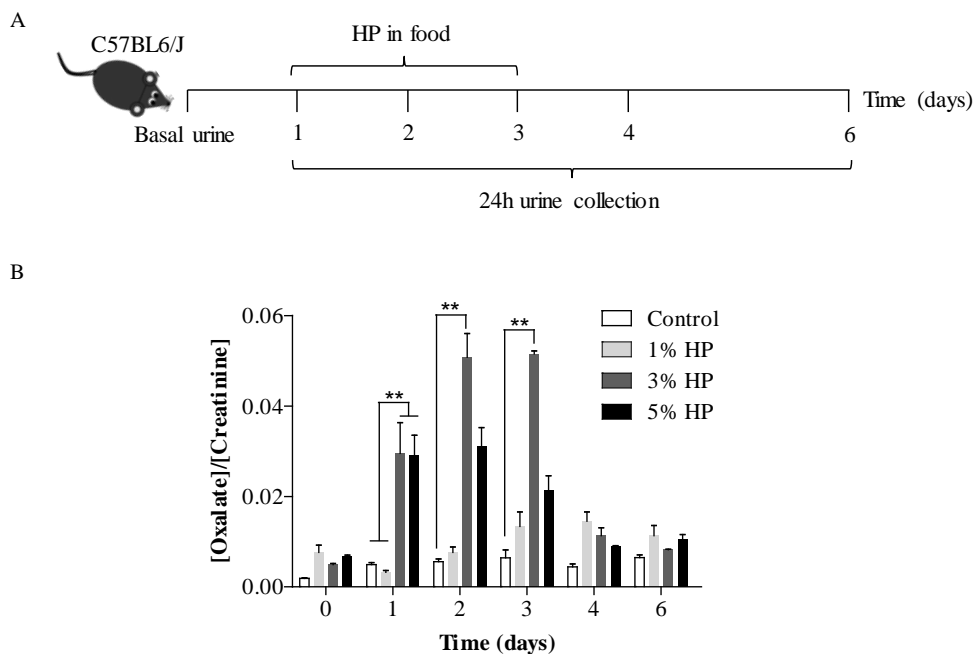 A
C57BL6/J
HP in food
Time (days)
Basal urine
1
2
3
4
6
24h urine collection
B
[Oxalate]/[Creatinine]
0.06
0.04
0.02
0.00
**
**
**
Control
1% HP
3% HP
5% HP
0
1
2
3
4
6
Time (days)